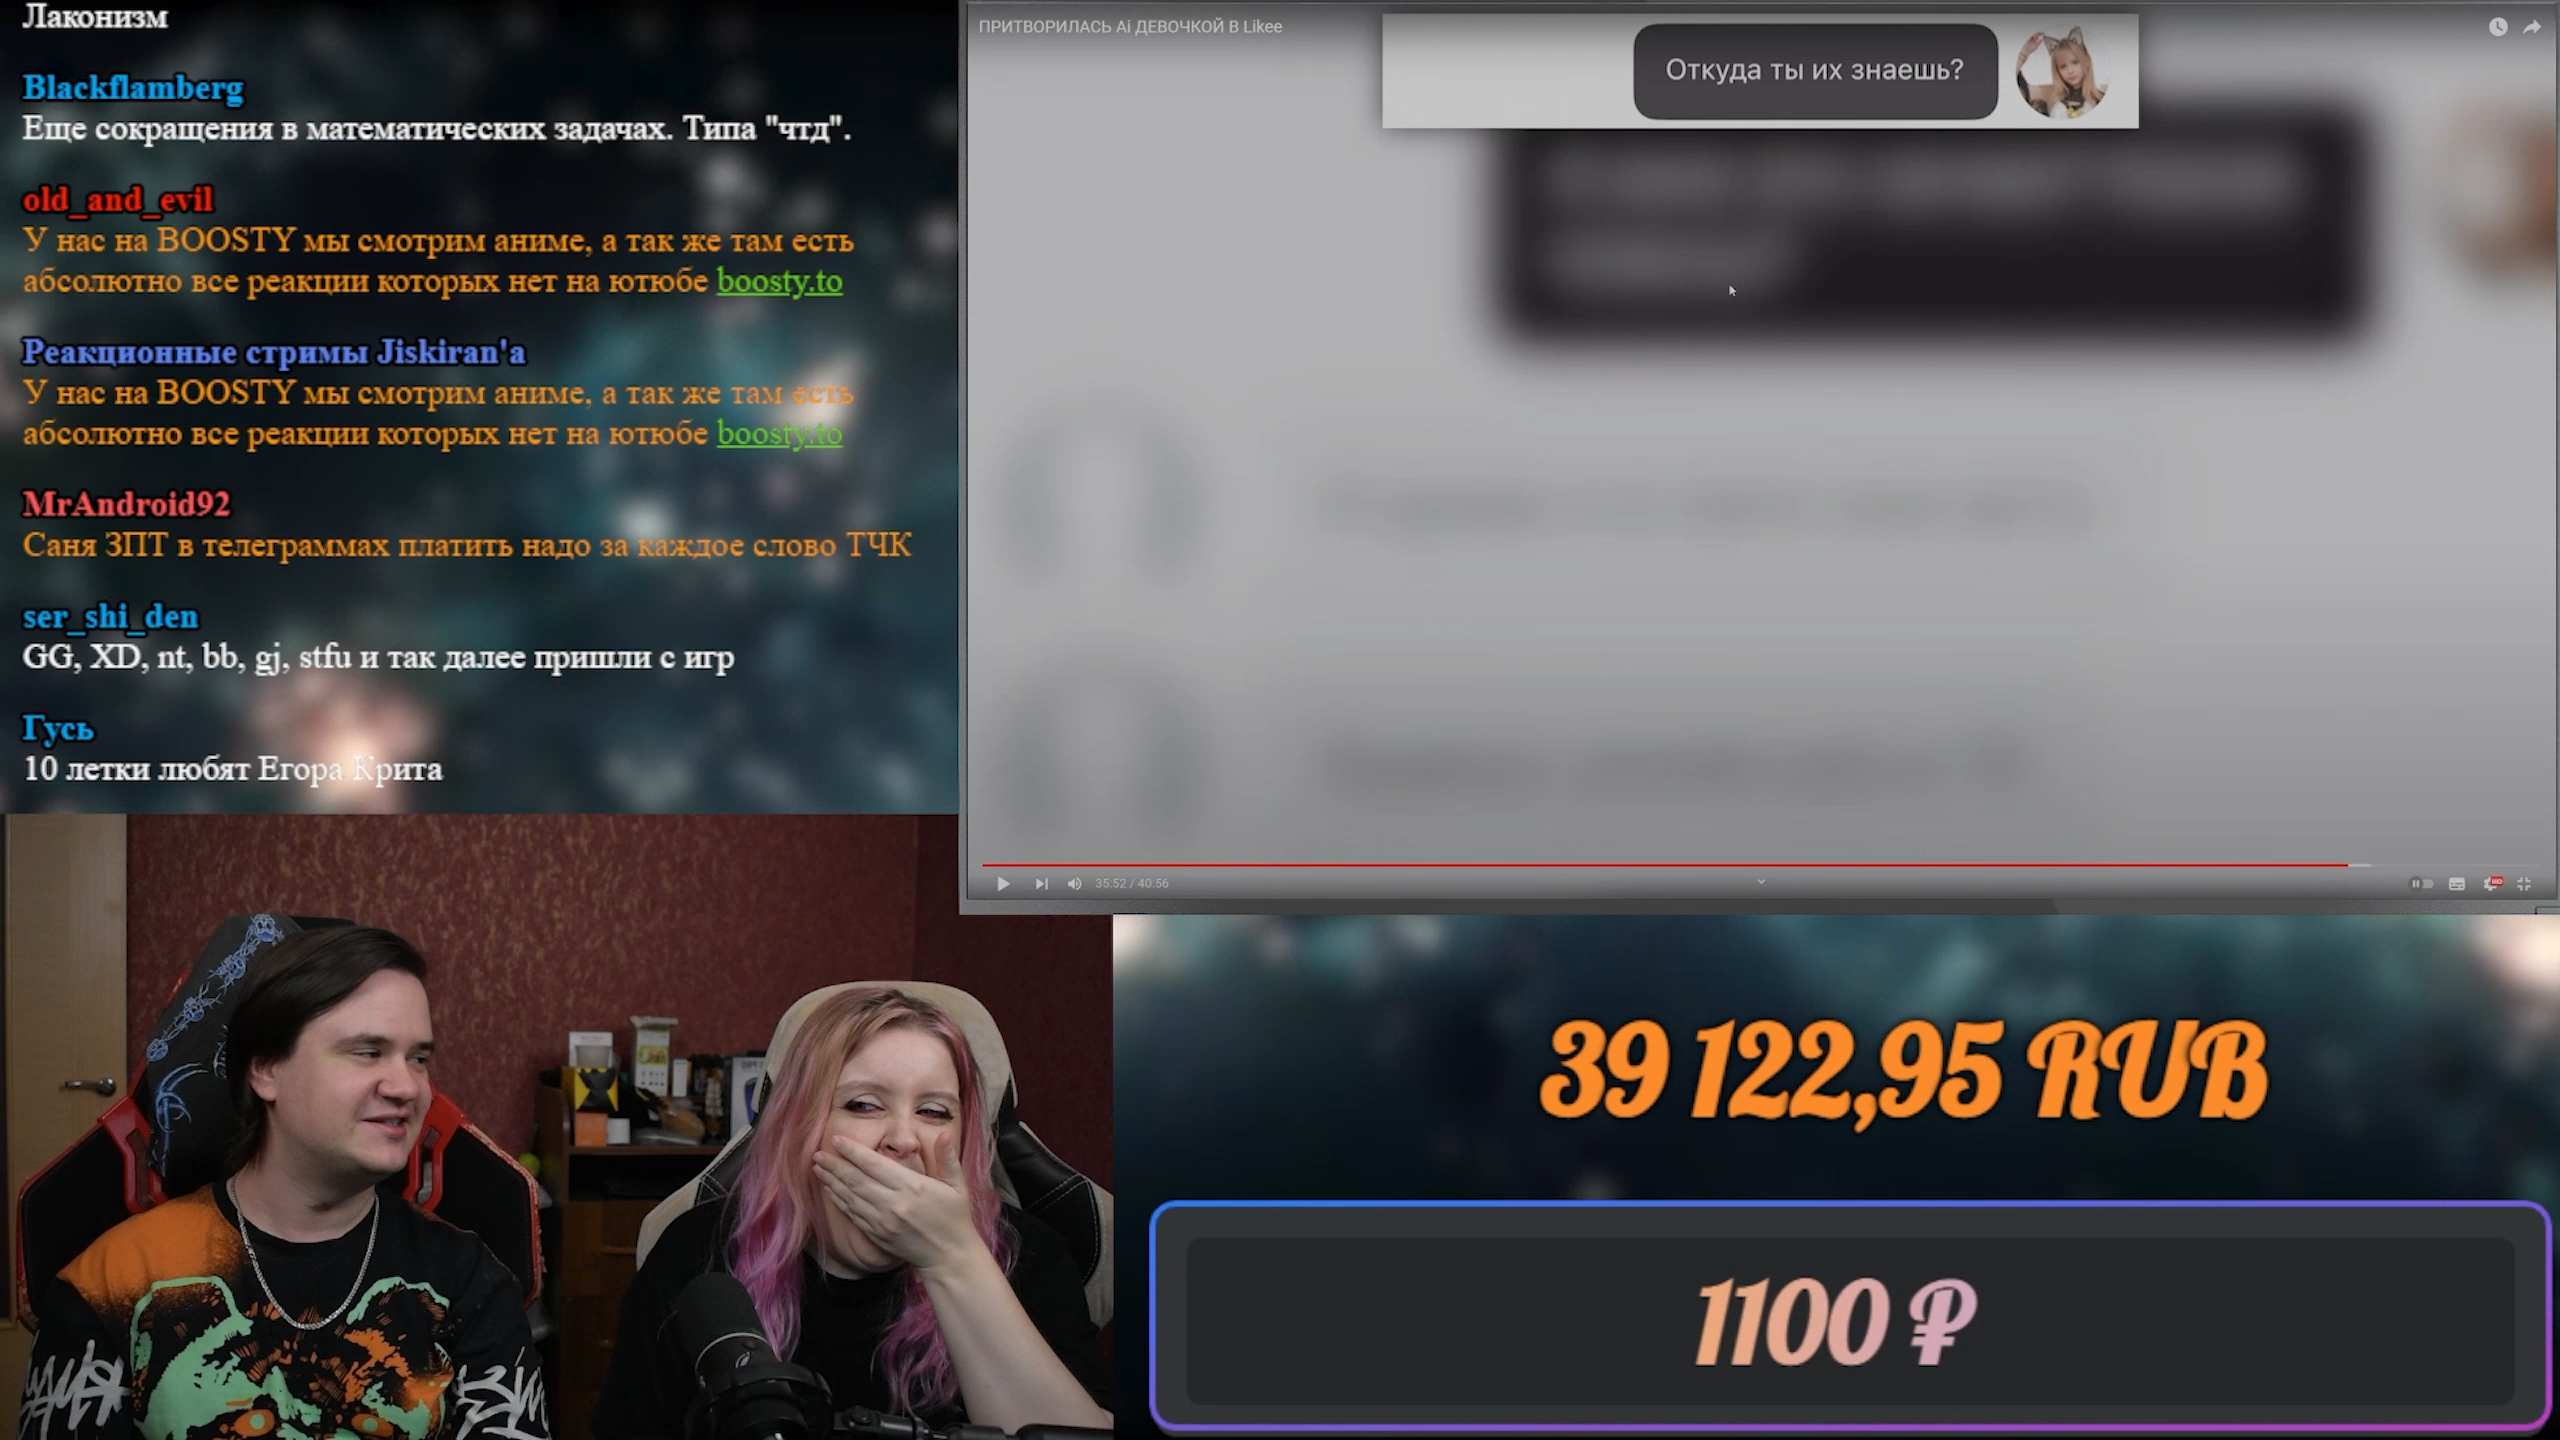 Лаконизм
Blackflamberg
Еще сокращения в математических задачах. Типа "чтд".
old_and_evil
У нас на BOOSTY мы смотрим аниме, а так же там есть
абсолютно все реакции которых нет на ютюбе boosty.to
Реакционные стримы Jiskiran'a
У нас на BOOSTY мы смотрим аниме, а так же там есть
абсолютно все реакции которых нет на ютюбе boosty.to
MrAndroid92
Саня ЗПТ в телеграммах платить надо за каждое слово ТЧК
ser_shi_den
GG, XD, nt, bb, gj, stfu и так далее пришли с игр
Гусь
10 летки любят Егора Крита
ПРИТВОРИЛАСЬ Ai ДЕВОЧКОЙ В Likee
Откуда ты их знаешь?
35:52 / 40:56
HD
39 122,95 RUB
1100 ₽